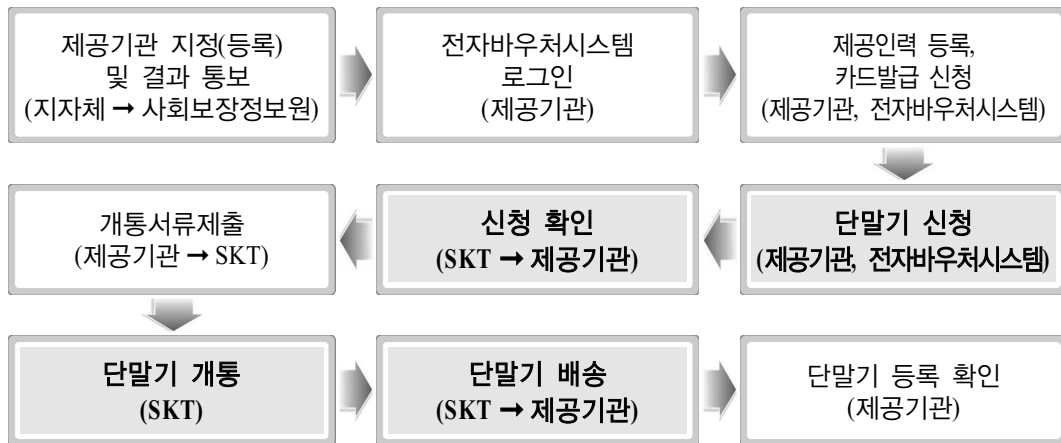 제공기관 지정(등록)
및 결과 통보
(지자체 → 사회보장정보원)
전자바우처시스템
로그인
(제공기관)
제공인력 등록,
카드발급 신청
(제공기관, 전자바우처시스템)
단말기 신청
(제공기관, 전자바우처시스템)
신청 확인
(SKT → 제공기관)
개통서류제출
(제공기관 → SKT)
단말기 개통
(SKT)
단말기 배송
(SKT → 제공기관)
단말기 등록 확인
(제공기관)